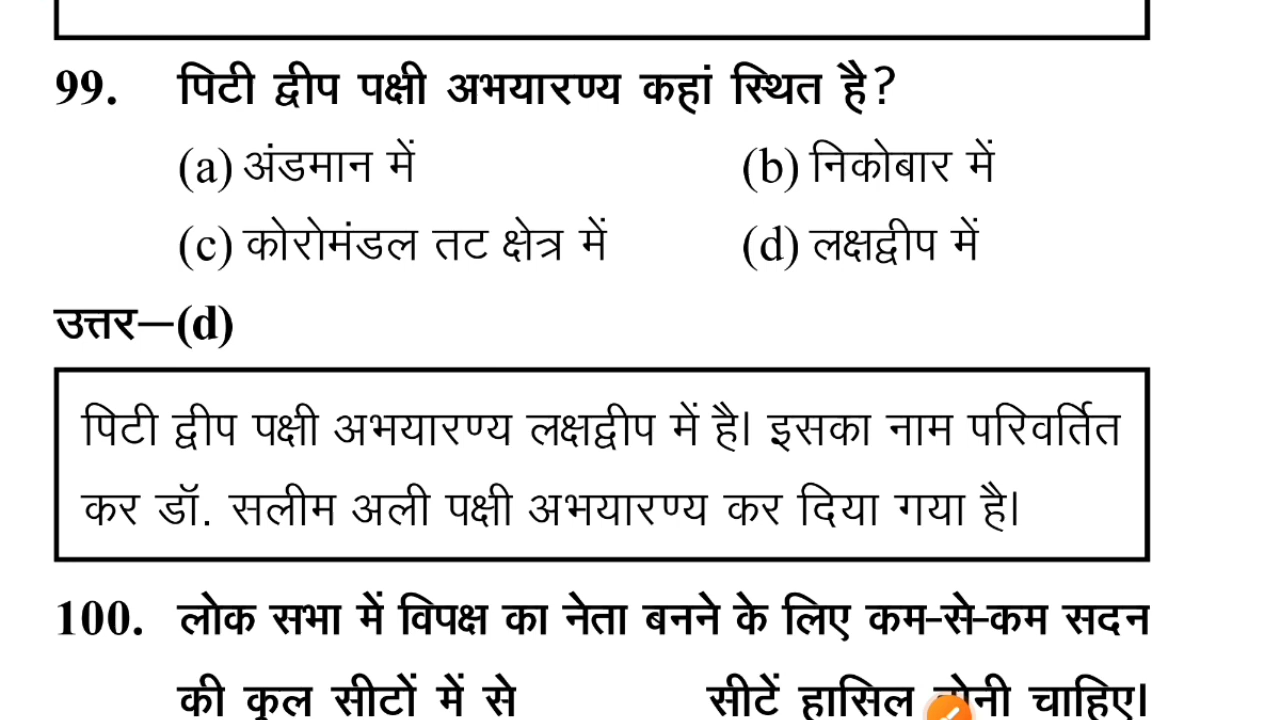 99. पिटी द्वीप पक्षी अभयारण्य कहां स्थित है?
(a) अंडमान में (b) निकोबार में
(c) कोरोमंडल तट क्षेत्र में (d) लक्षद्वीप में
उत्तर—(d)
पिटी द्वीप पक्षी अभयारण्य लक्षद्वीप में है। इसका नाम परिवर्तित
कर डॉ. सलीम अली पक्षी अभयारण्य कर दिया गया है।
100. लोक सभा में विपक्ष का नेता बनने के लिए कम-से-कम सदन
की कुल सीटों में से सीटें हासिल चाहिए।